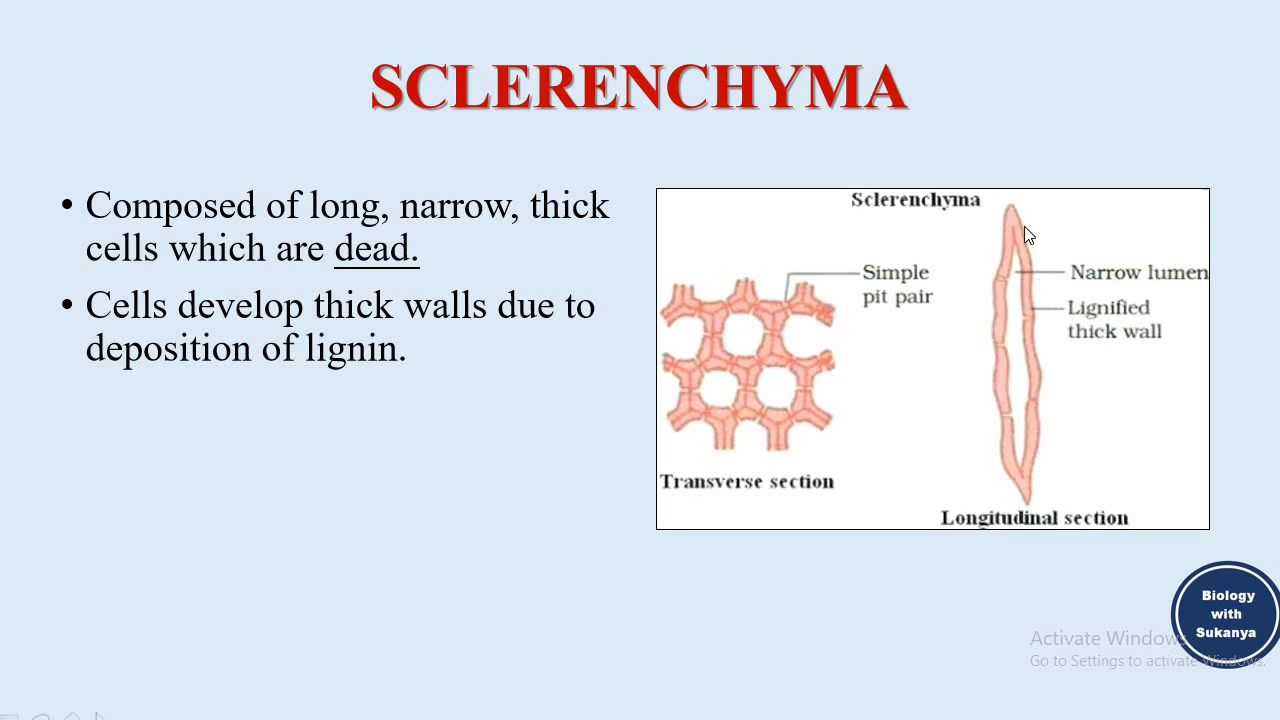 SCLERENCHYMA
• Composed of long, narrow, thick
cells which are dead.
• Cells develop thick walls due to
deposition of lignin.
Sclerenchyma
Simple
pit pair
Narrow lumen
Lignified
thick wall
Transverse section
Longitudinal section
Biology
with
Sukanya
Activate Windows
Go to Settings to activate Windows.